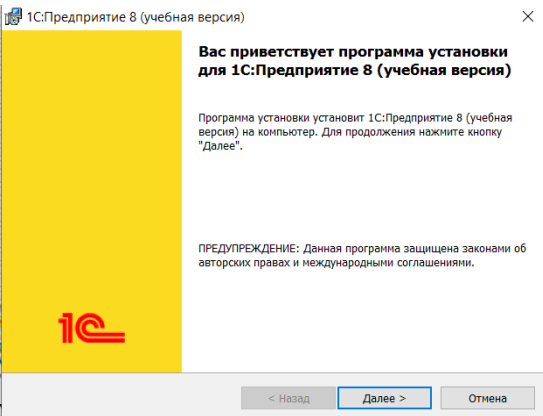 1С:Предприятие 8 (учебная версия)
Вас приветствует программа установки
для 1С:Предприятие 8 (учебная версия)
Программа установки установит 1С:Предприятие 8 (учебная
версия) на компьютер. Для продолжения нажмите кнопку
"Далее".
ПРЕДУПРЕЖДЕНИЕ: Данная программа защищена законами об
авторских правах и международными соглашениями.
1С
< Назад
Далее >
Отмена